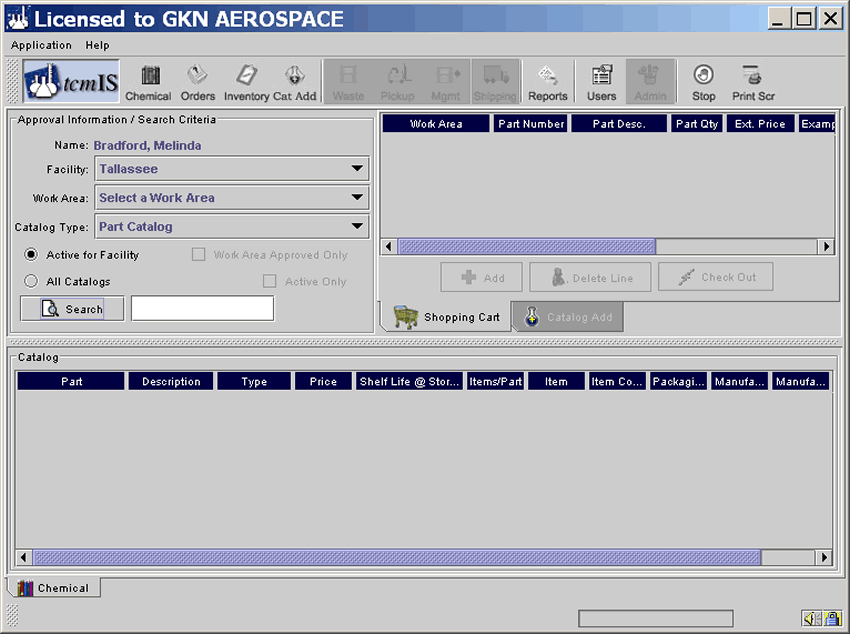 Licensed to GKN AEROSPACE
Application Help
tcmIS Chemical Orders Inventory Cat Add Waste Pickup Mgmt Shipping Reports Users Admin Stop Print Scr
Approval Information / Search Criteria
Name: Bradford, Melinda
Facility: Tallassee
Work Area: Select a Work Area
Catalog Type: Part Catalog
Active for Facility Work Area Approved Only
All Catalogs Active Only
Search
Work Area Part Number Part Desc. Part Qty Ext. Price Examp
Add Delete Line Check Out
Shopping Cart Catalog Add
Catalog
Part Description Type Price Shelf Life @ Stor... Items/Part Item Item Co... Packagi... Manufa... Manufa...
Chemical